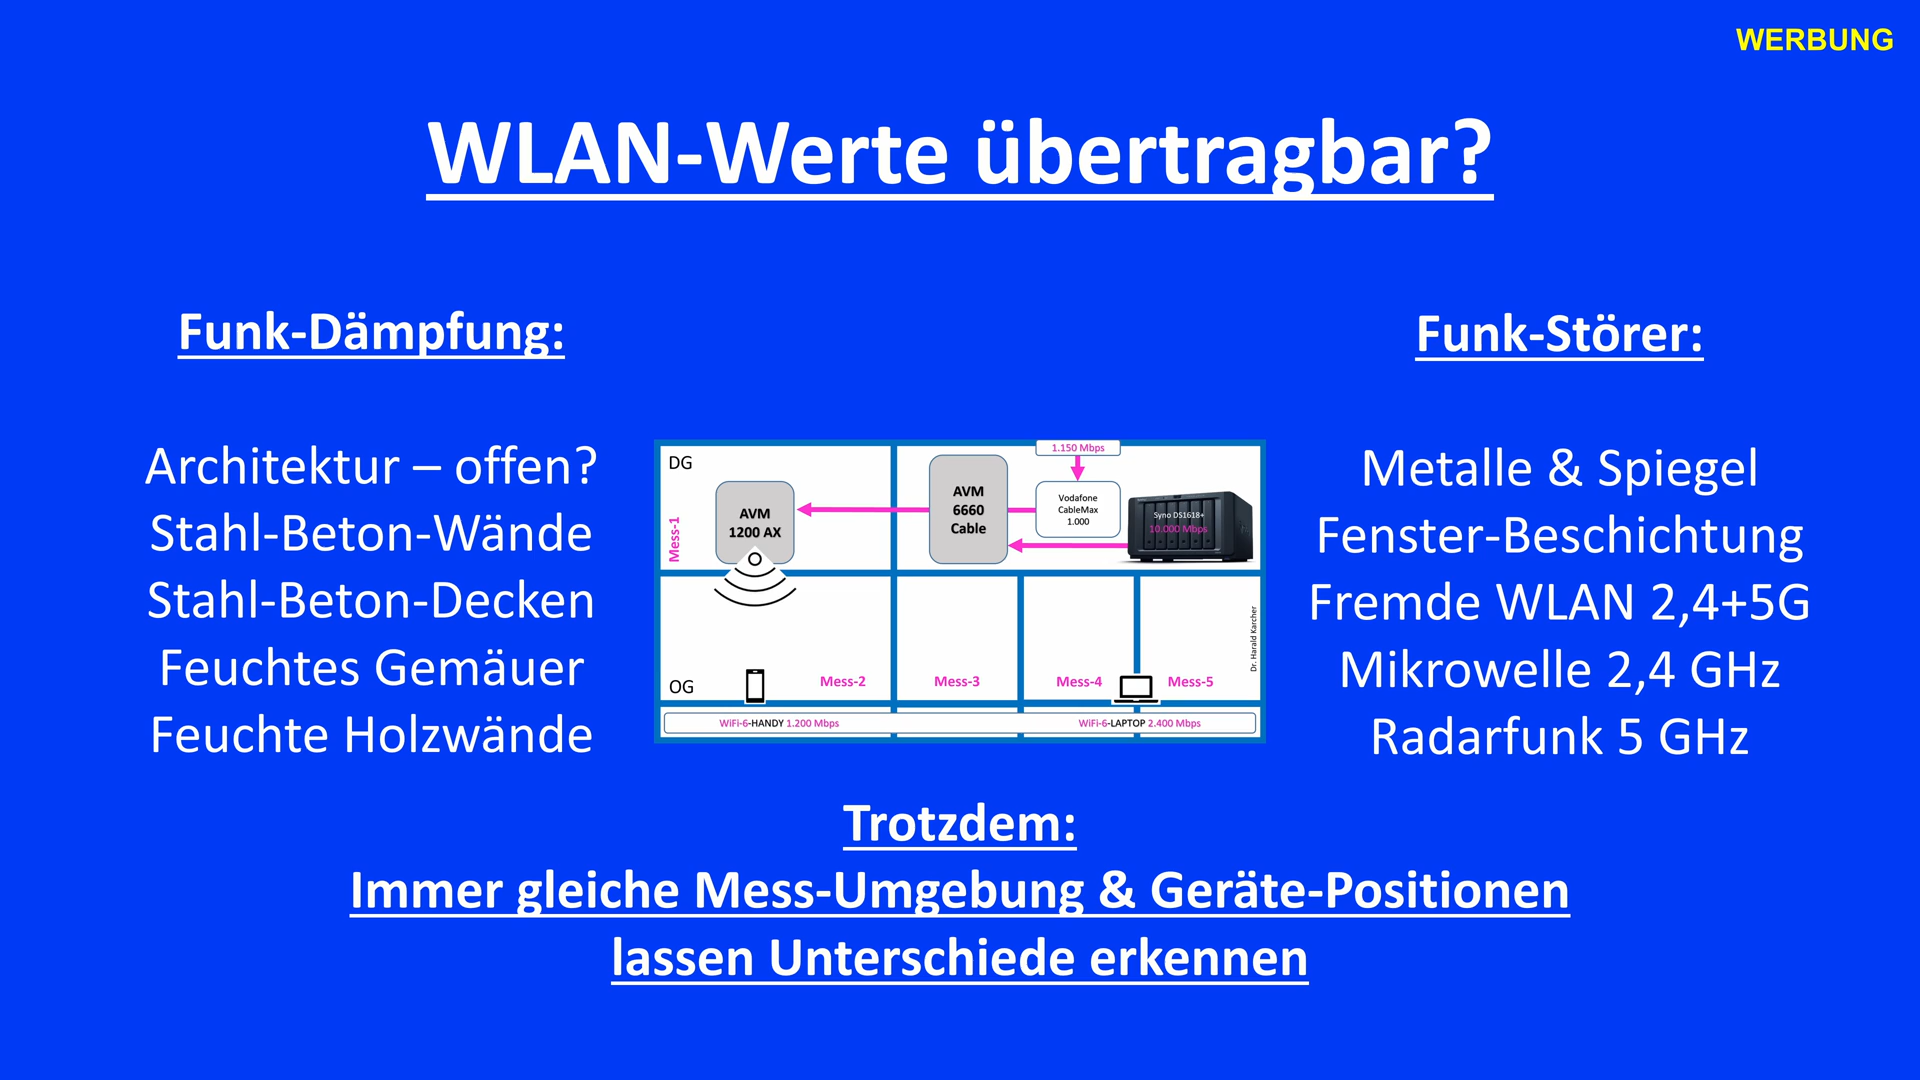 WERBUNG
WLAN-Werte übertragbar?
Funk-Dämpfung:
Architektur – offen?
Stahl-Beton-Wände
Stahl-Beton-Decken
Feuchtes Gemäuer
Feuchte Holzwände
DG
Mess-1
AVM
1200 AX
AVM
6660
Cable
1.150 Mbps
Vodafone
CableMax
1.000
Syno DS1618+
10.000 Mbps
OG
Mess-2
Mess-3
Mess-4
Mess-5
Dr. Harald Karcher
WiFi-6-HANDY 1.200 Mbps
WiFi-6-LAPTOP 2.400 Mbps
Funk-Störer:
Metalle & Spiegel
Fenster-Beschichtung
Fremde WLAN 2,4+5G
Mikrowelle 2,4 GHz
Radarfunk 5 GHz
Trotzdem:
Immer gleiche Mess-Umgebung & Geräte-Positionen
lassen Unterschiede erkennen